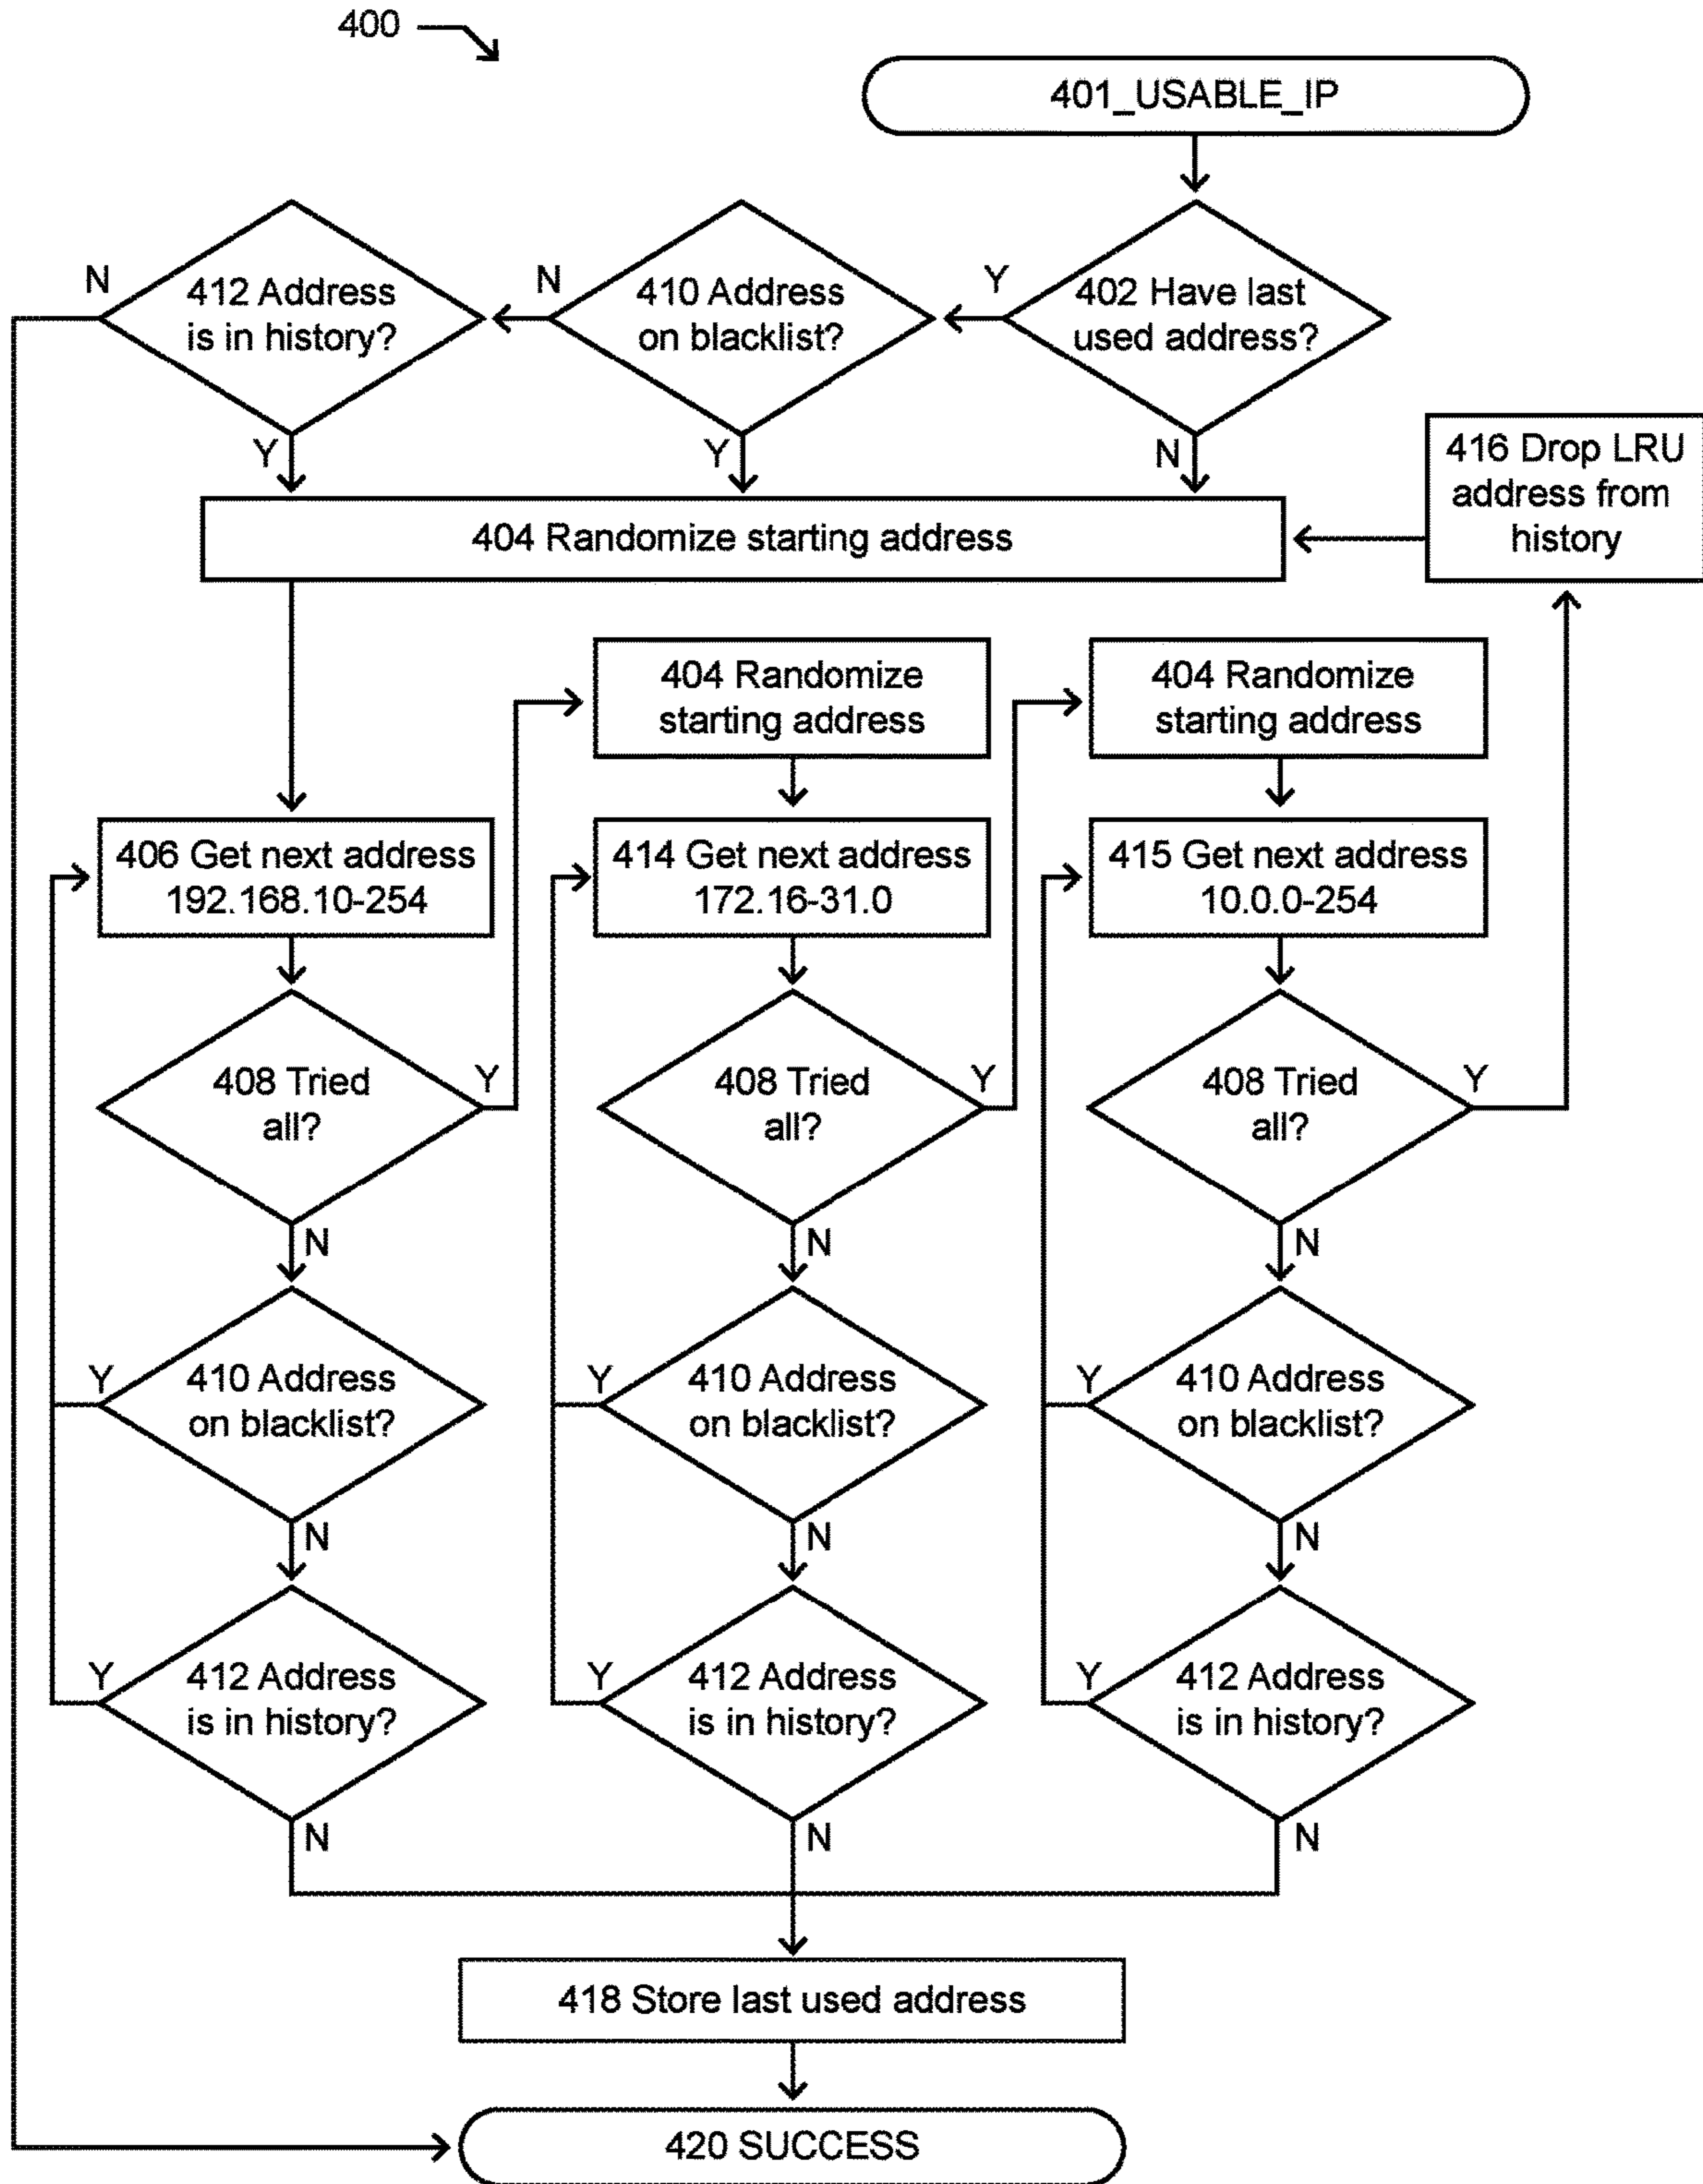 400
401_USABLE_IP
N
412 Address
is in history?
N
410 Address
on blacklist?
Y
402 Have last
used address?
Y
Y
N
416 Drop LRU
address from
history
404 Randomize starting address
404 Randomize
starting address
404 Randomize
starting address
406 Get next address
192.168.10-254
414 Get next address
172.16-31.0
415 Get next address
10.0.0-254
408 Tried
all?
Y
408 Tried
all?
Y
408 Tried
all?
Y
N
N
N
Y
410 Address
on blacklist?
Y
410 Address
on blacklist?
Y
410 Address
on blacklist?
N
N
N
Y
412 Address
is in history?
Y
412 Address
is in history?
Y
412 Address
is in history?
N
N
N
418 Store last used address
420 SUCCESS